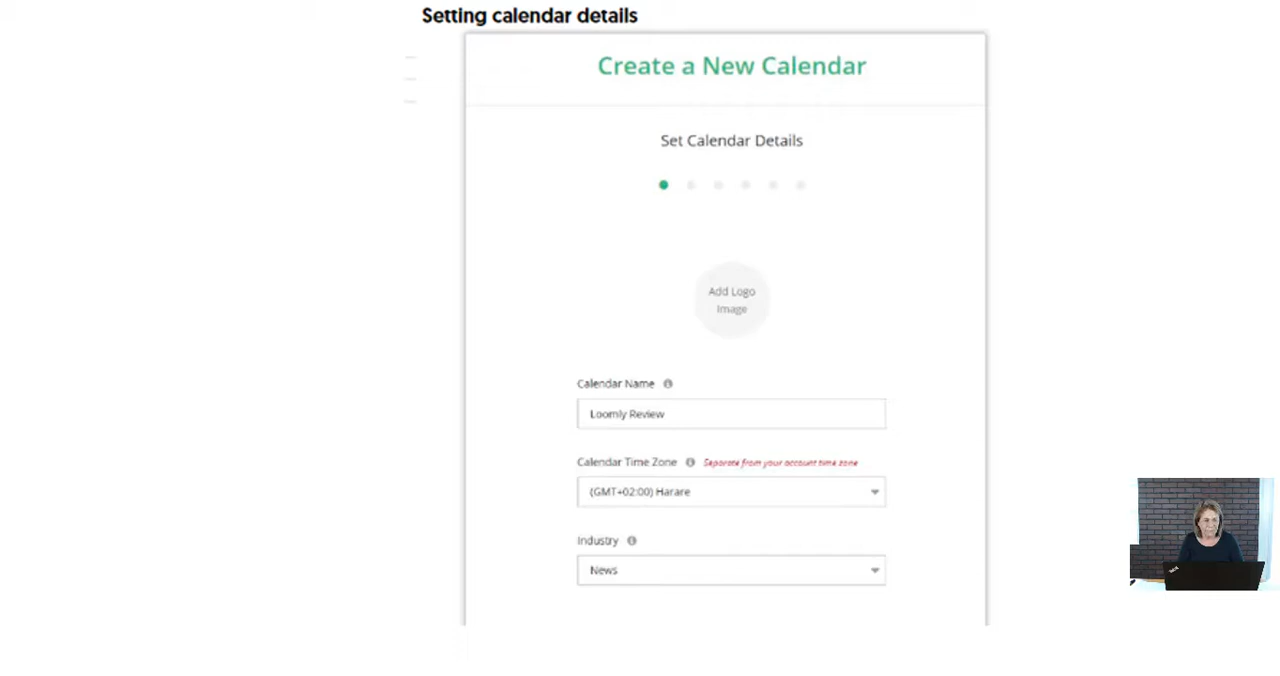 Setting calendar details
Create a New Calendar
Set Calendar Details
Add Logo
Image
Calendar Name
Loomly Review
Calendar Time Zone Separate from your account time zone
(GMT+02:00) Harare
Industry
News